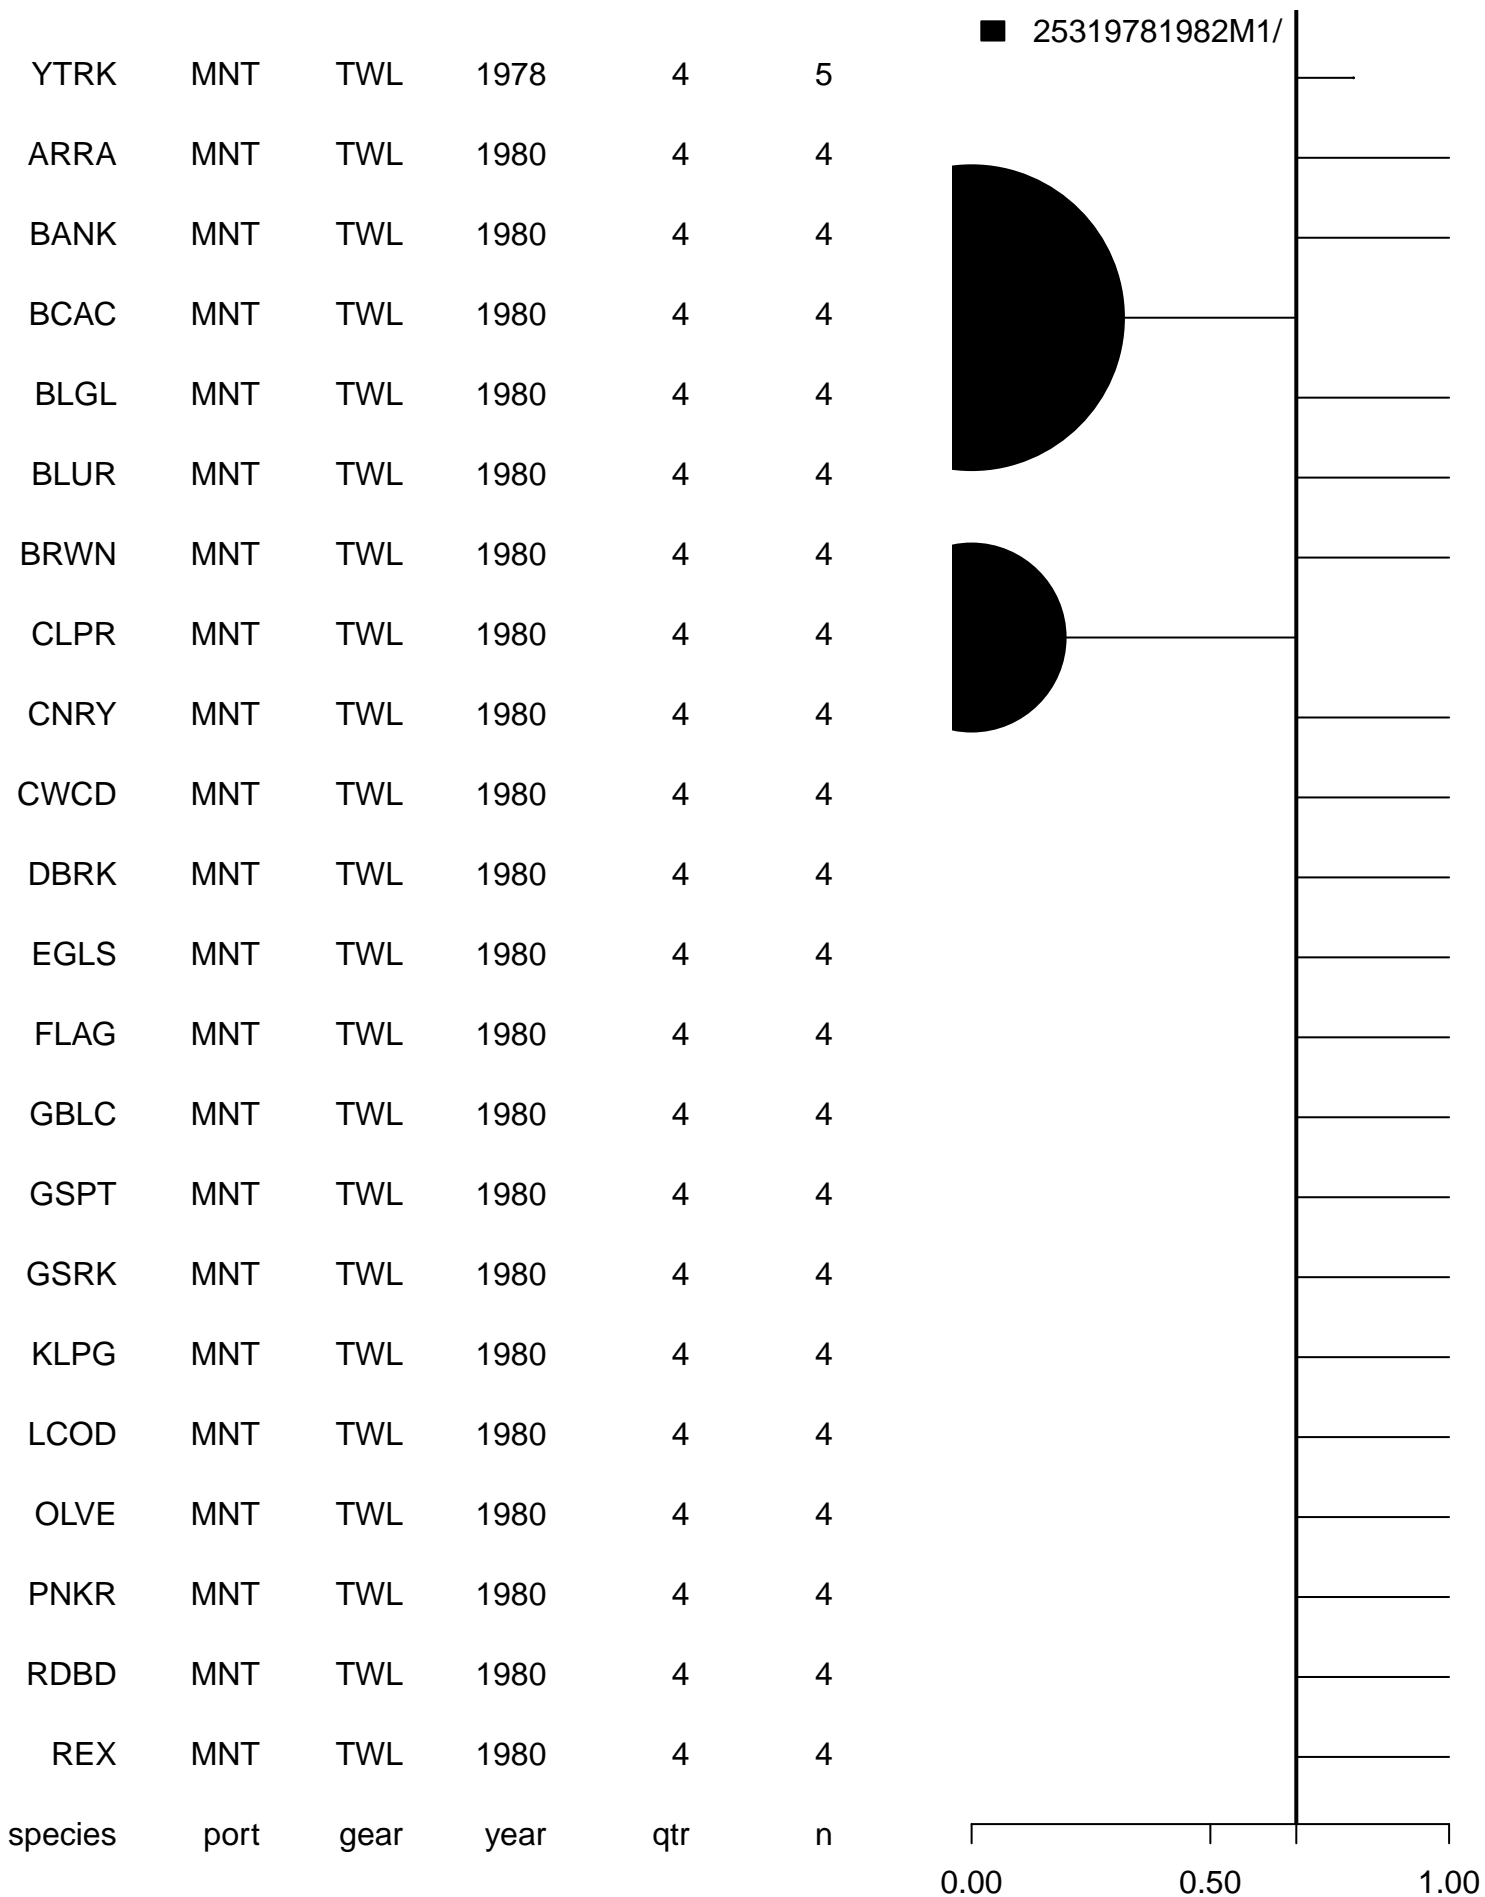 25319781982M1/
YTRK MNT TWL 1978 4 5
ARRA MNT TWL 1980 4 4
BANK MNT TWL 1980 4 4
BCAC MNT TWL 1980 4 4
BLGL MNT TWL 1980 4 4
BLUR MNT TWL 1980 4 4
BRWN MNT TWL 1980 4 4
CLPR MNT TWL 1980 4 4
CNRY MNT TWL 1980 4 4
CWCD MNT TWL 1980 4 4
DBRK MNT TWL 1980 4 4
EGLS MNT TWL 1980 4 4
FLAG MNT TWL 1980 4 4
GBLC MNT TWL 1980 4 4
GSPT MNT TWL 1980 4 4
GSRK MNT TWL 1980 4 4
KLPG MNT TWL 1980 4 4
LCOD MNT TWL 1980 4 4
OLVE MNT TWL 1980 4 4
PNKR MNT TWL 1980 4 4
RDBD MNT TWL 1980 4 4
REX MNT TWL 1980 4 4
species port gear year qtr n
0.00 0.50 1.00